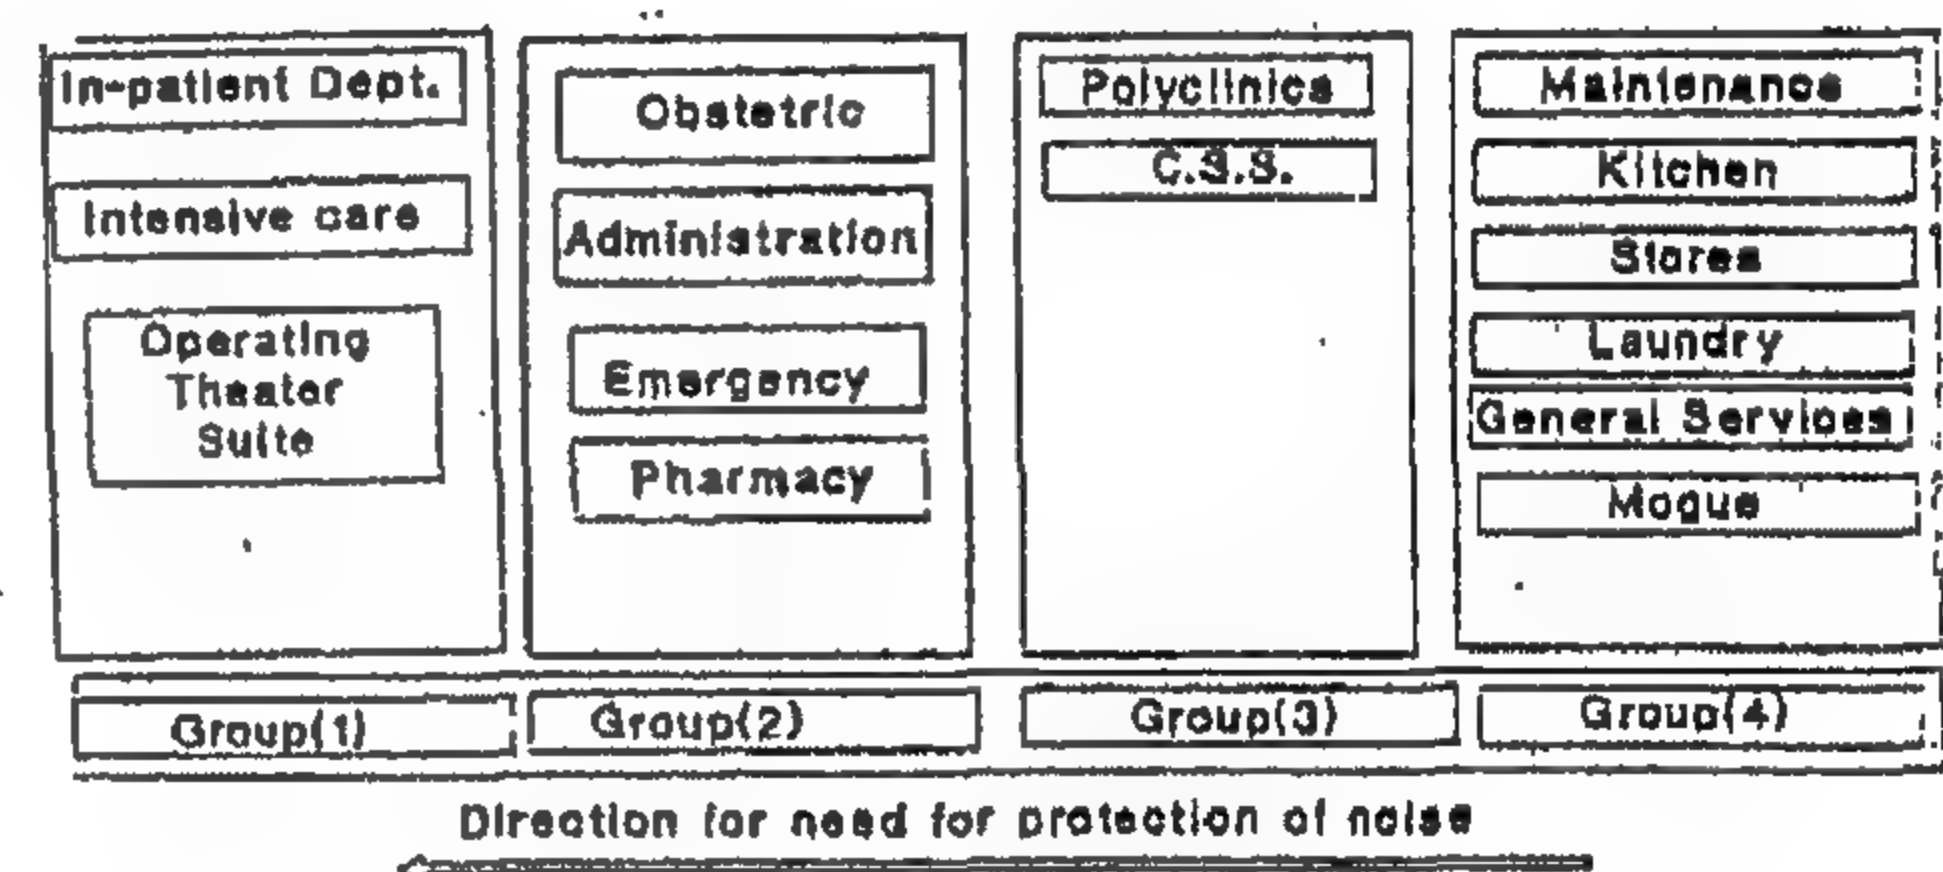 In-patient Dept.
Intensive care
Operating
Theater
Suite
Obstetric
Administration
Emergency
Pharmacy
Polyclinics
C.S.S.
Maintenance
Kitchen
Stores
Laundry
General Services
Moque
Group(1)
Group(2)
Group(3)
Group(4)
Direction for need for protection of noise